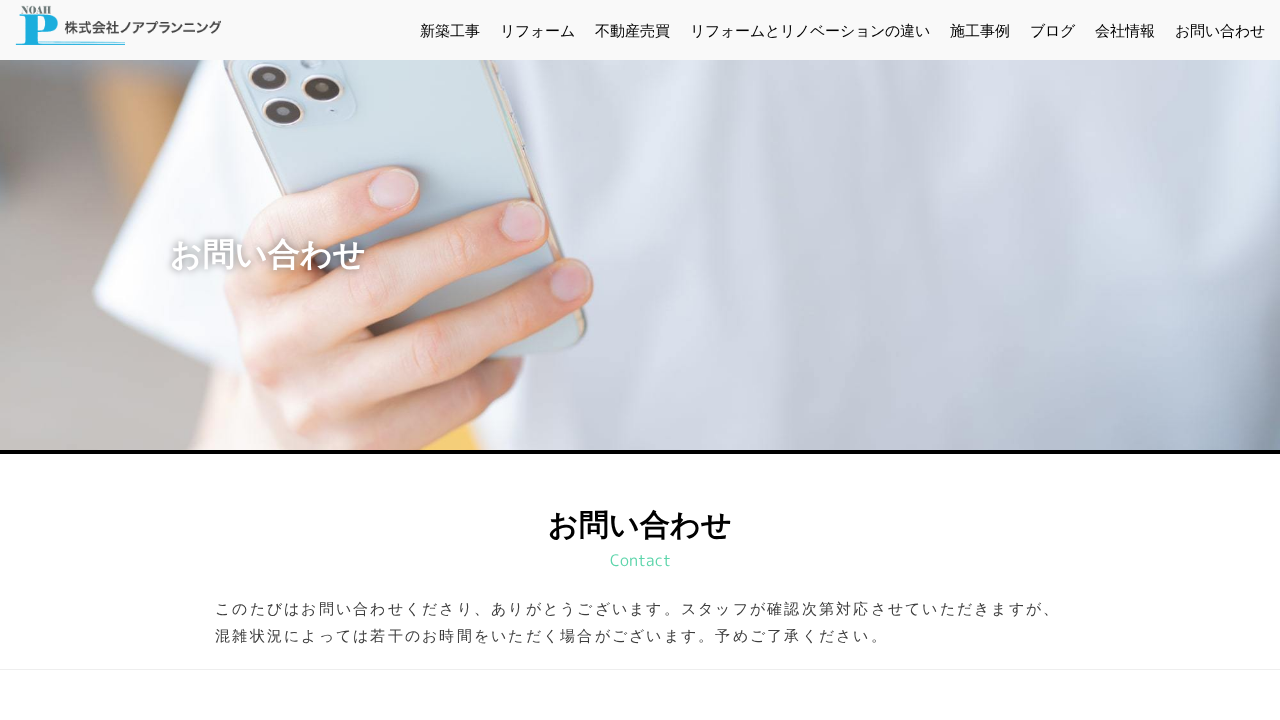 NOAH
P 株式会社ノアプランニング
新築工事 リフォーム 不動産売買 リフォームとリノベーションの違い 施工事例 ブログ 会社情報 お問い合わせ
お問い合わせ
お問い合わせ
Contact
このたびはお問い合わせくださり、ありがとうございます。スタッフが確認次第対応させていただきますが、
混雑状況によっては若干のお時間をいただく場合がございます。予めご了承ください。